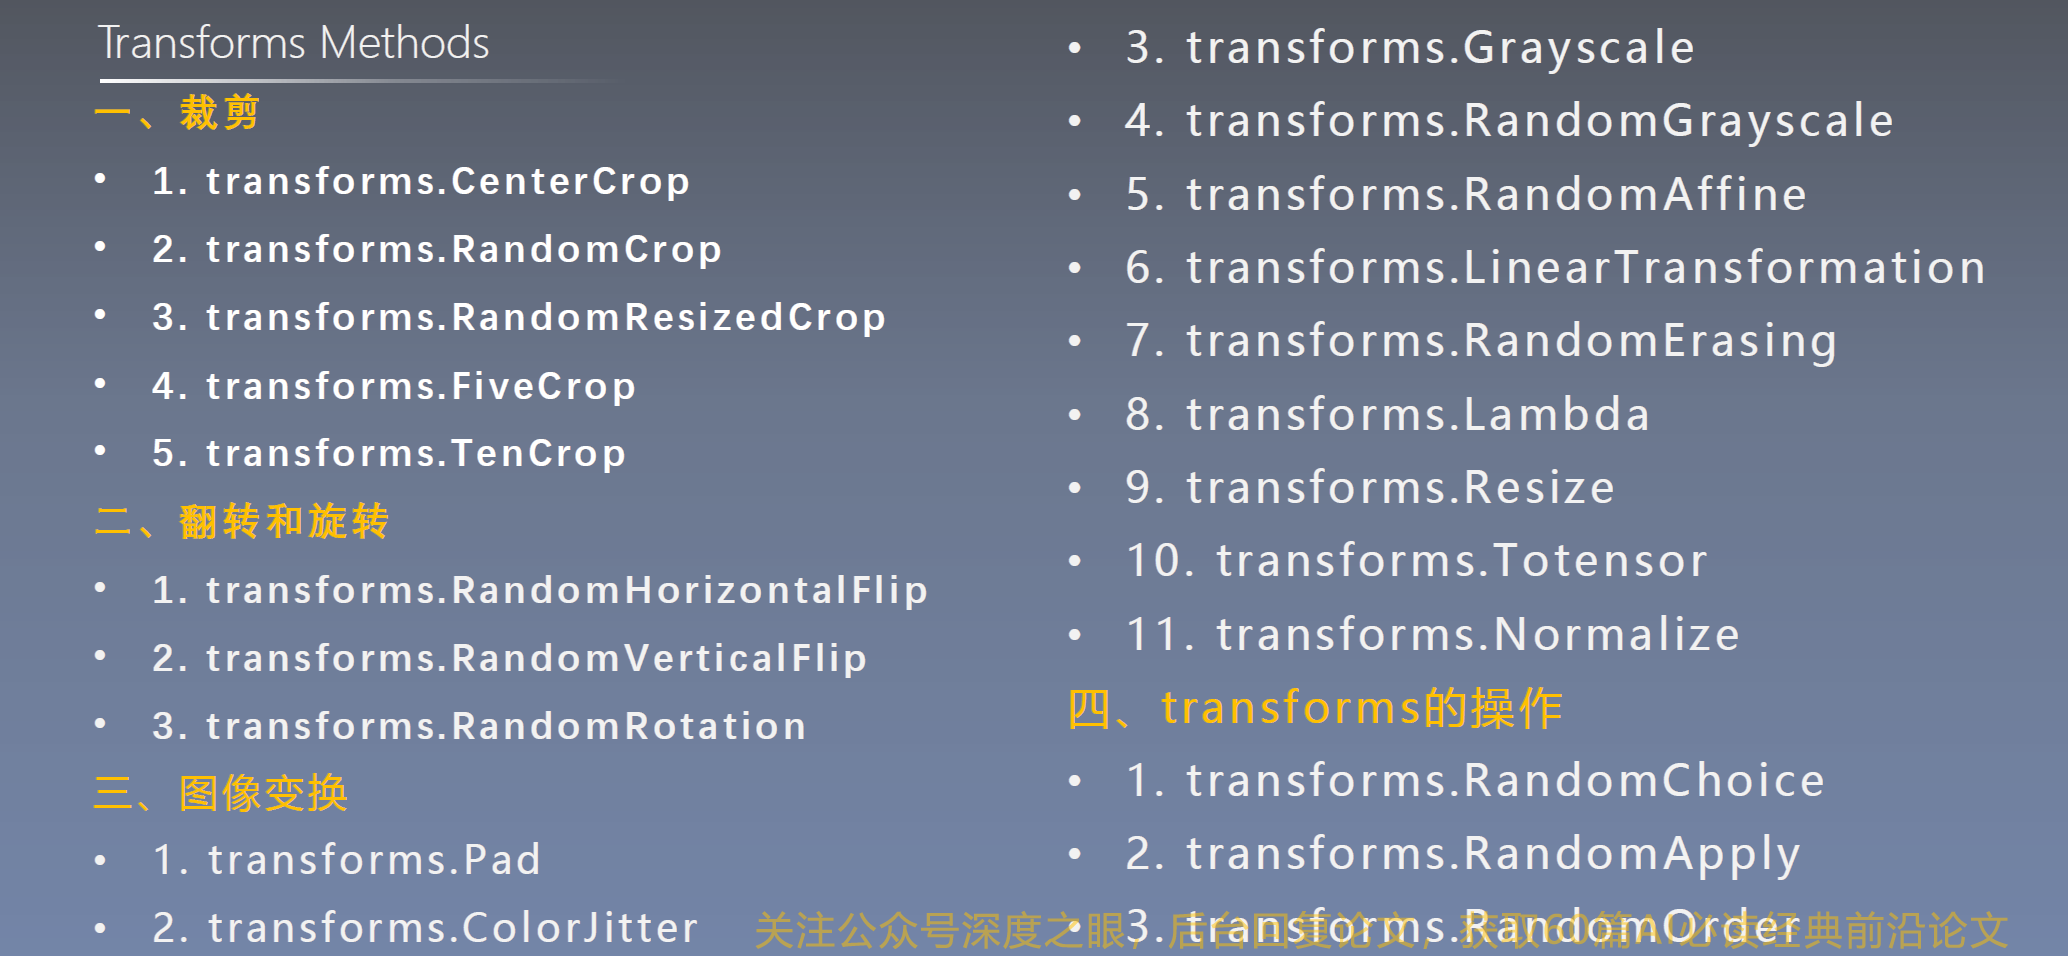 Transforms Methods
一、裁剪
• 1. transforms.CenterCrop
• 2. transforms.RandomCrop
• 3. transforms.RandomResizedCrop
• 4. transforms.FiveCrop
• 5. transforms.TenCrop
二、翻转和旋转
• 1. transforms.RandomHorizontalFlip
• 2. transforms.RandomVerticalFlip
• 3. transforms.RandomRotation
三、图像变换
• 1. transforms.Pad
• 2. transforms.ColorJitter
• 3. transforms.Grayscale
• 4. transforms.RandomGrayscale
• 5. transforms.RandomAffine
• 6. transforms.LinearTransformation
• 7. transforms.RandomErasing
• 8. transforms.Lambda
• 9. transforms.Resize
• 10. transforms.Totensor
• 11. transforms.Normalize
四、transforms的操作
• 1. transforms.RandomChoice
• 2. transforms.RandomApply
• 3. transforms.RandomOrder
关注公众号深度之眼，后台回复论文，获取60篇AI必读经典前沿论文